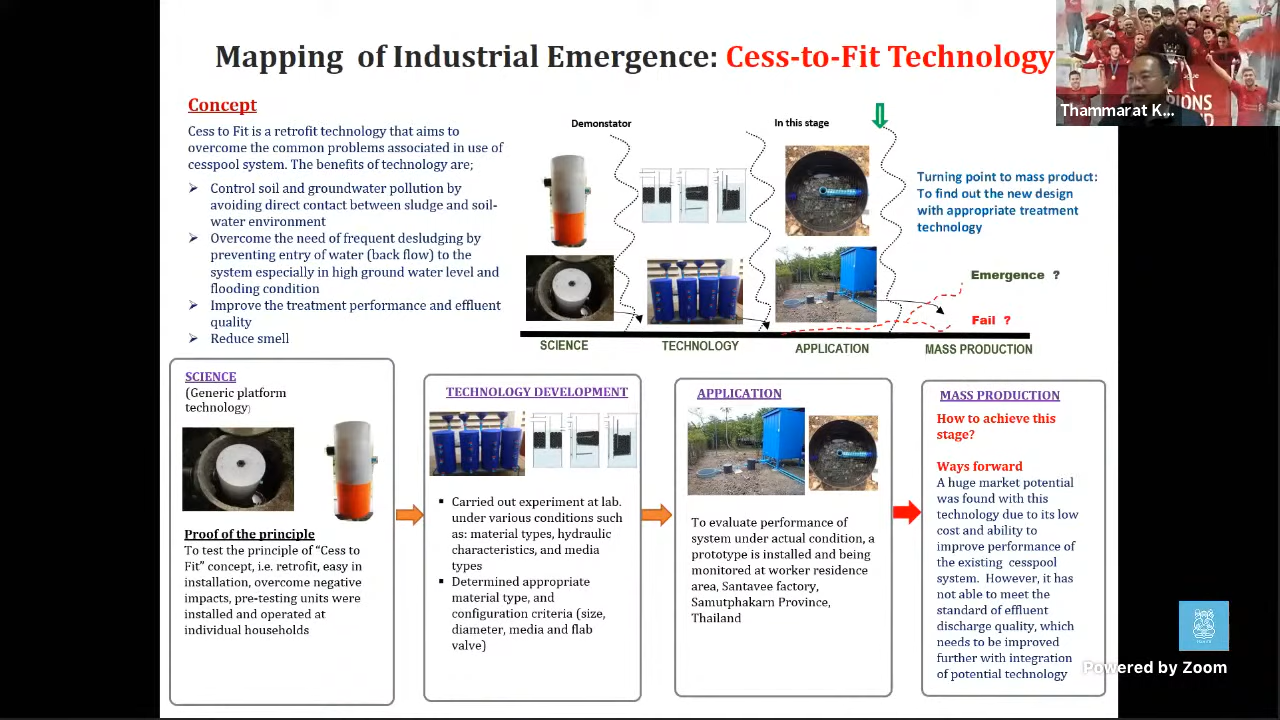 Mapping of Industrial Emergence: Cess-to-Fit Technology
Concept
Cess to Fit is a retrofit technology that aims to
overcome the common problems associated in use of
cesspool system. The benefits of technology are;
➢ Control soil and groundwater pollution by
avoiding direct contact between sludge and soil-
water environment
➢ Overcome the need of frequent desludging by
preventing entry of water (back flow) to the
system especially in high ground water level and
flooding condition
➢ Improve the treatment performance and effluent
quality
➢ Reduce smell
Demonstator
In this stage
Turning point to mass product:
To find out the new design
with appropriate treatment
technology
Emergence ?
Fail ?
SCIENCE
TECHNOLOGY
APPLICATION
MASS PRODUCTION
SCIENCE
(Generic platform
technology)
Proof of the principle
To test the principle of “Cess to
Fit” concept, i.e. retrofit, easy in
installation, overcome negative
impacts, pre-testing units were
installed and operated at
individual households
TECHNOLOGY DEVELOPMENT
▪ Carried out experiment at lab.
under various conditions such
as: material types, hydraulic
characteristics, and media
types
▪ Determined appropriate
material type, and
configuration criteria (size,
diameter, media and flab
valve)
APPLICATION
To evaluate performance of
system under actual condition, a
prototype is installed and being
monitored at worker residence
area, Santavee factory,
Samutphakarn Province,
Thailand
MASS PRODUCTION
How to achieve this
stage?
Ways forward
A huge market potential
was found with this
technology due to its low
cost and ability to
improve performance of
the existing cesspool
system. However, it has
not able to meet the
standard of effluent
discharge quality, which
needs to be improved
further with integration
of potential technology
Thammarat K...
Powered by Zoom